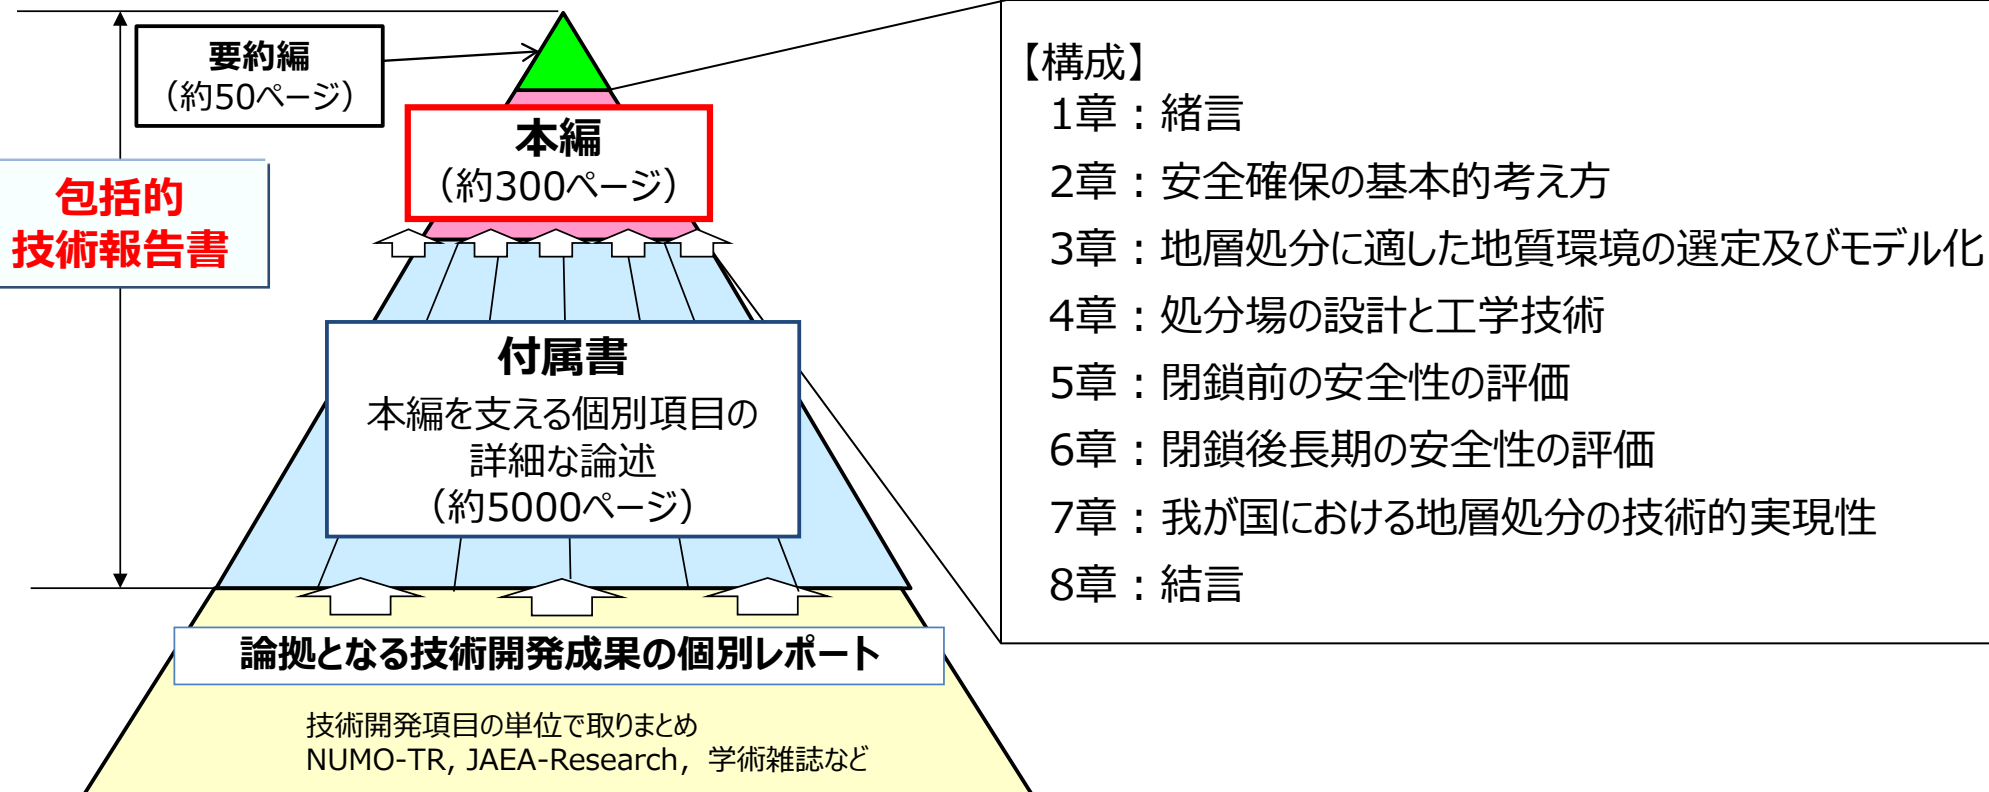 要約編
（約50ページ）
本編
（約300ページ）
包括的
技術報告書
付属書
本編を支える個別項目の
詳細な論述
（約5000ページ）
論拠となる技術開発成果の個別レポート
技術開発項目の単位で取りまとめ
NUMO-TR, JAEA-Research, 学術雑誌など
【構成】
1章：緒言
2章：安全確保の基本的考え方
3章：地層処分に適した地質環境の選定及びモデル化
4章：処分場の設計と工学技術
5章：閉鎖前の安全性の評価
6章：閉鎖後長期の安全性の評価
7章：我が国における地層処分の技術的実現性
8章：結言